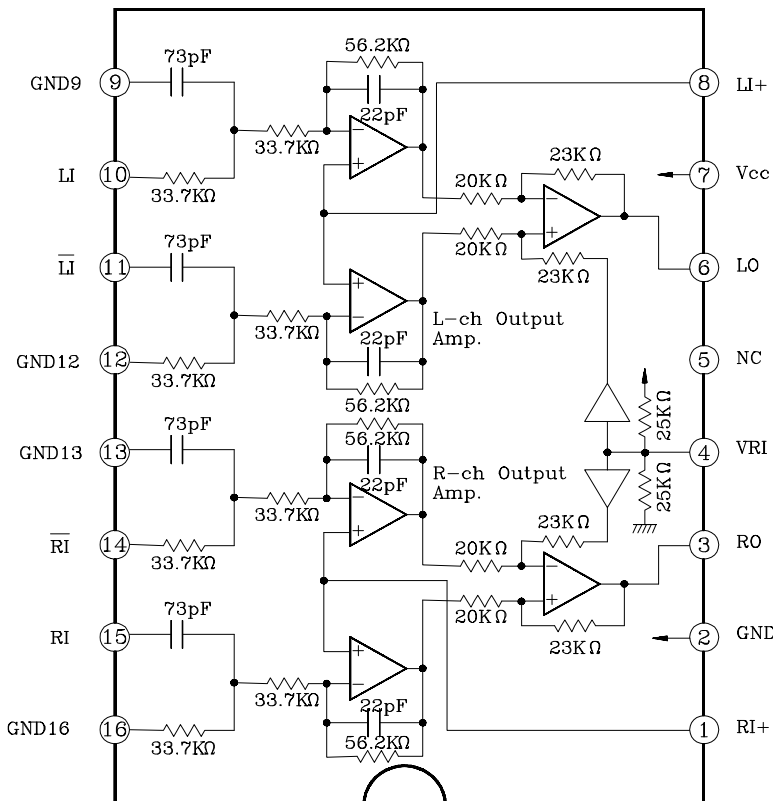 56.2KΩ
73pF
GND9
9
22pF
8
LI+
33.7KΩ
LI
10
33.7KΩ
20KΩ
23KΩ
7
Vcc
73pF
L̅I̅
11
20KΩ
23KΩ
6
LO
33.7KΩ
L-ch Output
Amp.
22pF
GND12
12
33.7KΩ
56.2KΩ
5
NC
56.2KΩ
25KΩ
73pF
GND13
13
22pF
R-ch Output
Amp.
4
VRI
25KΩ
33.7KΩ
R̅I̅
14
33.7KΩ
20KΩ
23KΩ
3
RO
73pF
RI
15
20KΩ
23KΩ
2
GND
33.7KΩ
22pF
GND16
16
33.7KΩ
56.2KΩ
1
RI+